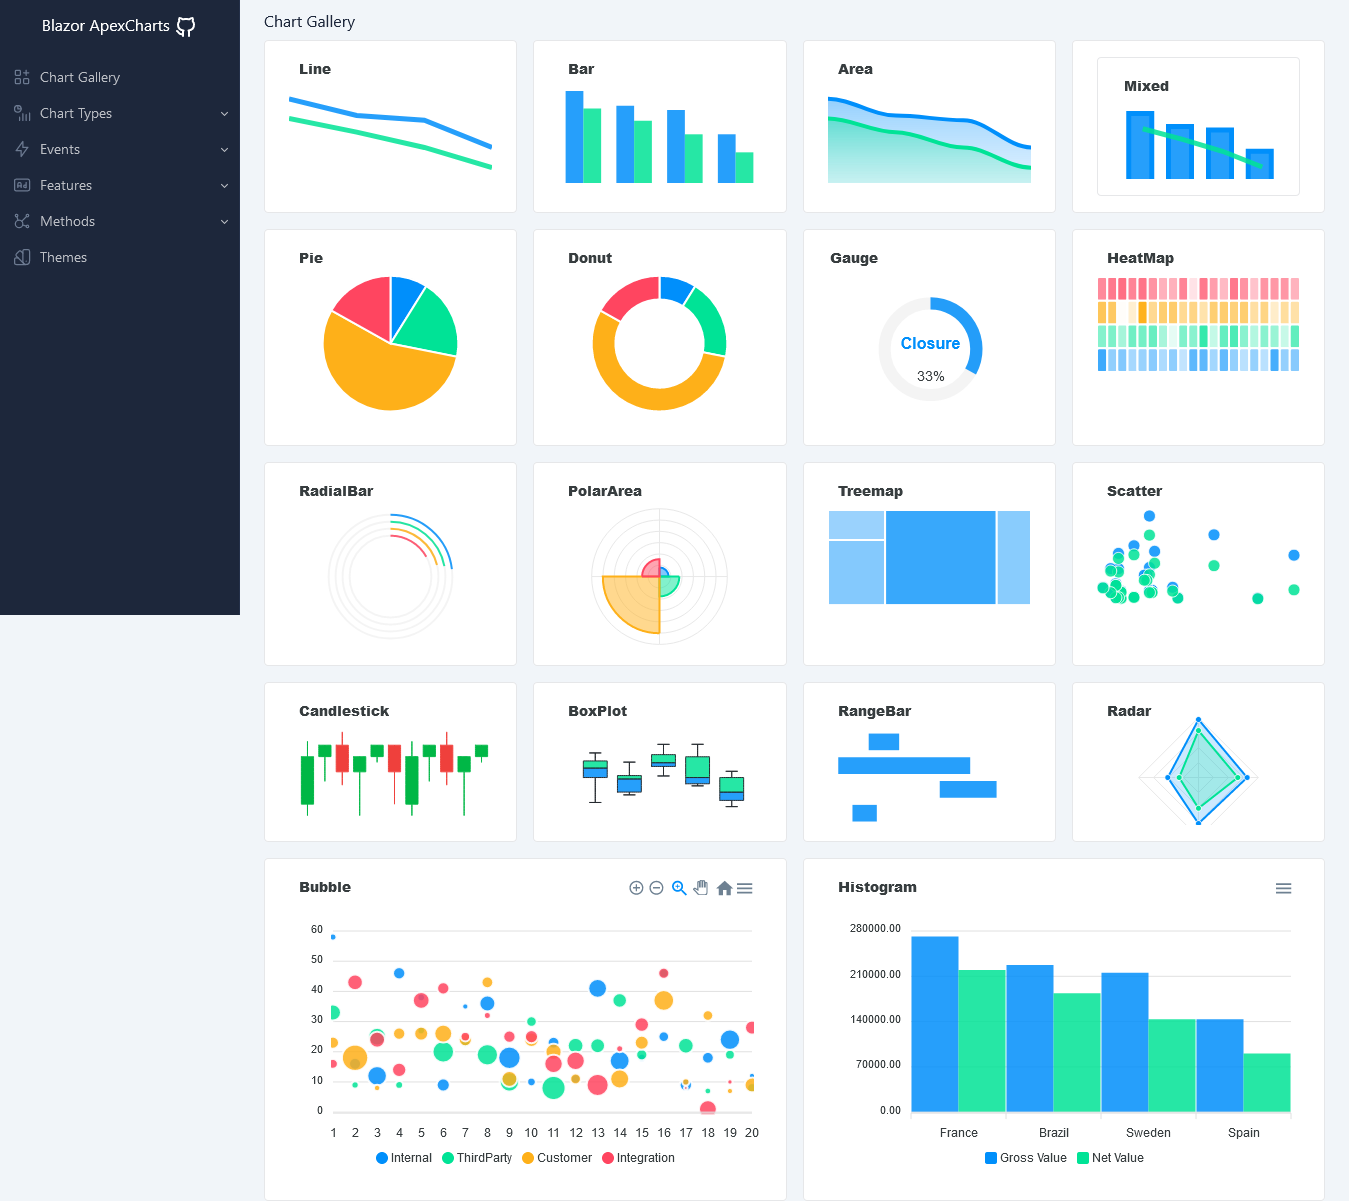 Blazor ApexCharts
Chart Gallery
Chart Types
Events
Features
Methods
Themes
Chart Gallery
Line
Bar
Area
Mixed
Pie
Donut
Gauge
Closure
33%
HeatMap
RadialBar
PolarArea
Treemap
Scatter
Candlestick
BoxPlot
RangeBar
Radar
Bubble
60
50
40
30
20
10
0
1 2 3 4 5 6 7 8 9 10 11 12 13 14 15 16 17 18 19 20
Internal ThirdParty Customer Integration
Histogram
280000.00
210000.00
140000.00
70000.00
0.00
France Brazil Sweden Spain
Gross Value Net Value